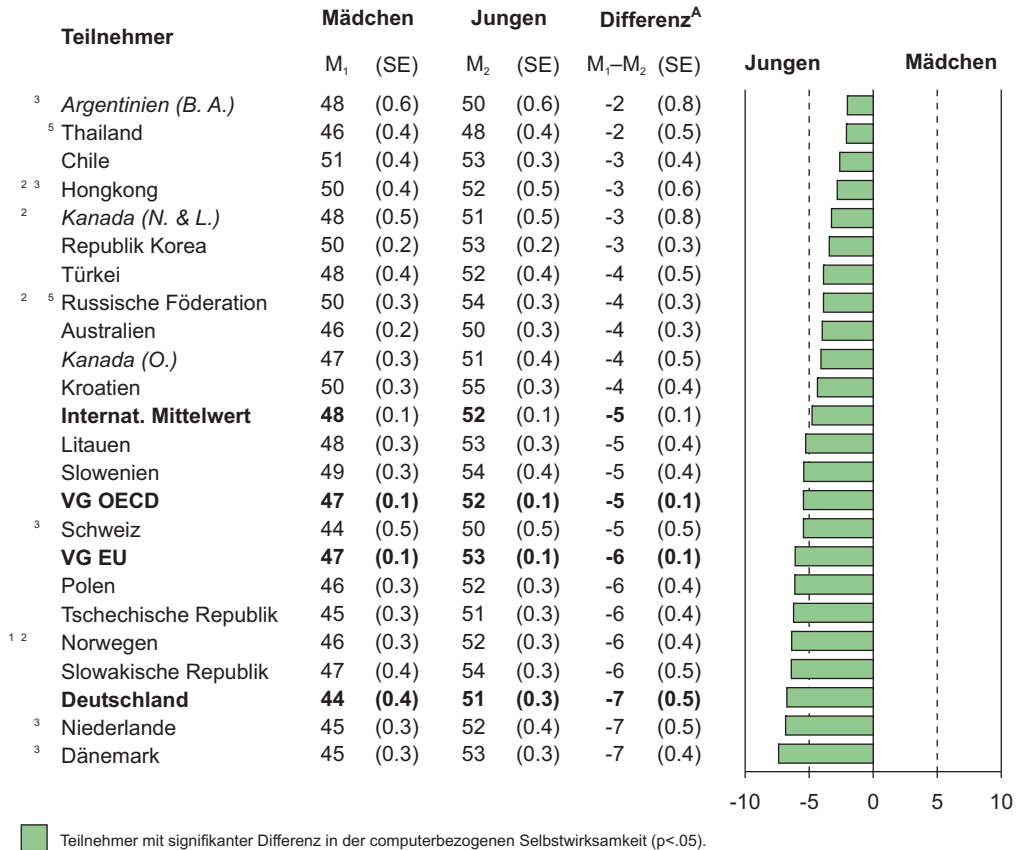 Mädchen Jungen Differenz^A
Teilnehmer
M₁ (SE) M₂ (SE) M₁–M₂ (SE) Jungen Mädchen
³ Argentinien (B. A.) 48 (0.6) 50 (0.6) -2 (0.8)
⁵ Thailand 46 (0.4) 48 (0.4) -2 (0.5)
Chile 51 (0.4) 53 (0.3) -3 (0.4)
² ³ Hongkong 50 (0.4) 52 (0.5) -3 (0.6)
² Kanada (N. & L.) 48 (0.5) 51 (0.5) -3 (0.8)
Republik Korea 50 (0.2) 53 (0.2) -3 (0.3)
Türkei 48 (0.4) 52 (0.4) -4 (0.5)
² ⁵ Russische Föderation 50 (0.3) 54 (0.3) -4 (0.3)
Australien 46 (0.2) 50 (0.3) -4 (0.3)
Kanada (O.) 47 (0.3) 51 (0.4) -4 (0.5)
Kroatien 50 (0.3) 55 (0.3) -4 (0.4)
Internat. Mittelwert 48 (0.1) 52 (0.1) -5 (0.1)
Litauen 48 (0.3) 53 (0.3) -5 (0.4)
Slowenien 49 (0.3) 54 (0.4) -5 (0.4)
VG OECD 47 (0.1) 52 (0.1) -5 (0.1)
³ Schweiz 44 (0.5) 50 (0.5) -5 (0.5)
VG EU 47 (0.1) 53 (0.1) -6 (0.1)
Polen 46 (0.3) 52 (0.3) -6 (0.4)
Tschechische Republik 45 (0.3) 51 (0.3) -6 (0.4)
¹ ² Norwegen 46 (0.3) 52 (0.3) -6 (0.4)
Slowakische Republik 47 (0.4) 54 (0.3) -6 (0.5)
Deutschland 44 (0.4) 51 (0.3) -7 (0.5)
³ Niederlande 45 (0.3) 52 (0.4) -7 (0.5)
³ Dänemark 45 (0.3) 53 (0.3) -7 (0.4)
-10 -5 0 5 10
Teilnehmer mit signifikanter Differenz in der computerbezogenen Selbstwirksamkeit (p<.05).